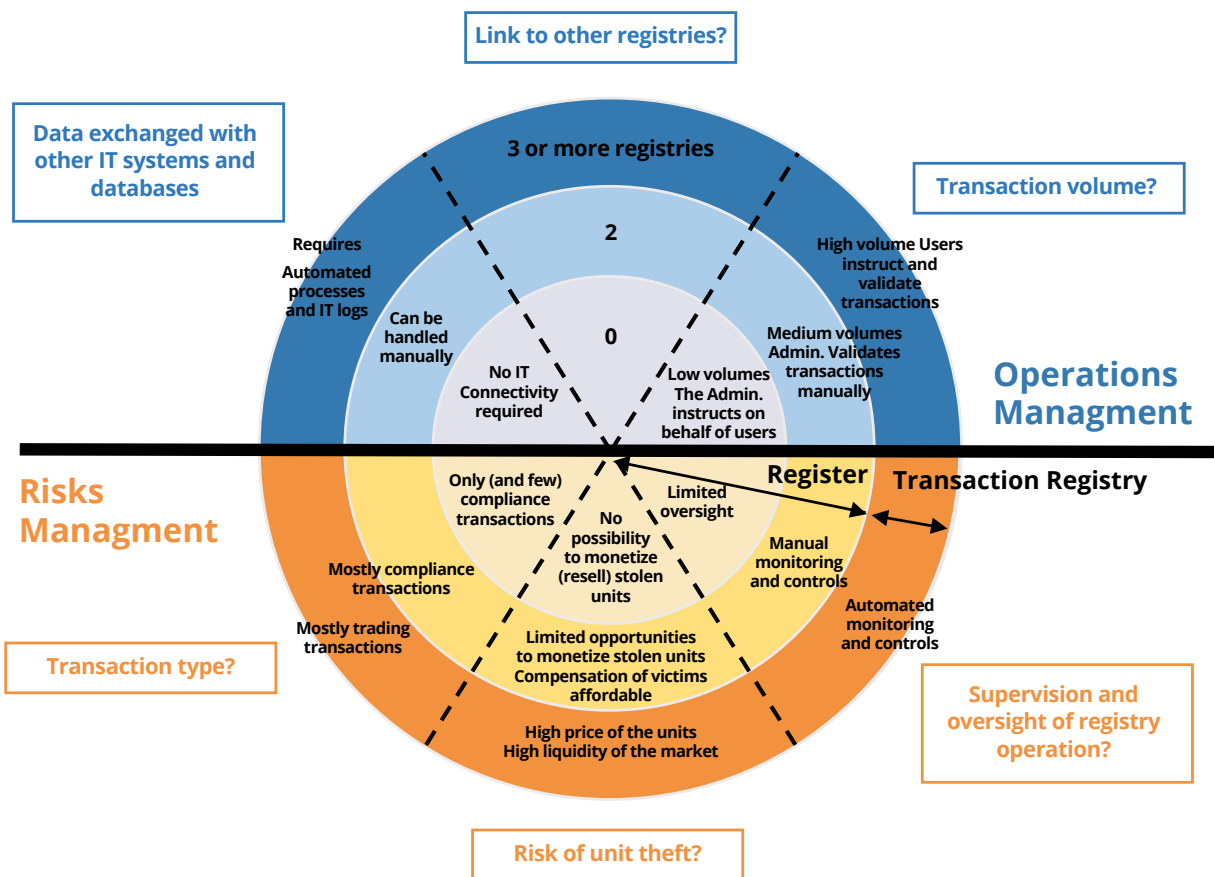 Link to other registries?
Data exchanged with
other IT systems and
databases
3 or more registries
Transaction volume?
2
Requires
Automated
processes
and IT logs
High volume Users
instruct and
validate
transactions
Can be
handled
manually
0
Medium volumes
Admin. Validates
transactions
manually
No IT
Connectivity
required
Low volumes
The Admin.
instructs on
behalf of users
Operations
Managment
Risks
Managment
Register
Transaction Registry
Only (and few)
compliance
transactions
No
possibility
to monetize
(resell) stolen
units
Limited
oversight
Mostly compliance
transactions
Manual
monitoring
and controls
Mostly trading
transactions
Limited opportunities
to monetize stolen units
Compensation of victims
affordable
Automated
monitoring
and controls
Transaction type?
High price of the units
High liquidity of the market
Supervision and
oversight of registry
operation?
Risk of unit theft?